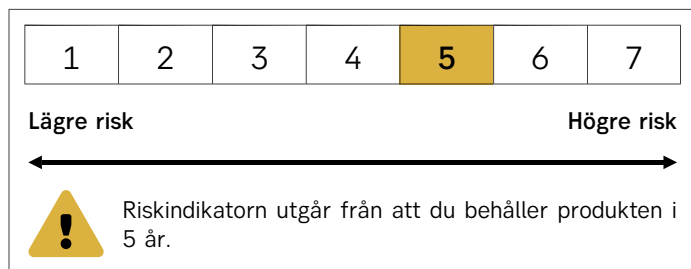 1 2 3 4 5 6 7
Lägre risk Högre risk
Riskindikatorn utgår från att du behåller produkten i
5 år.